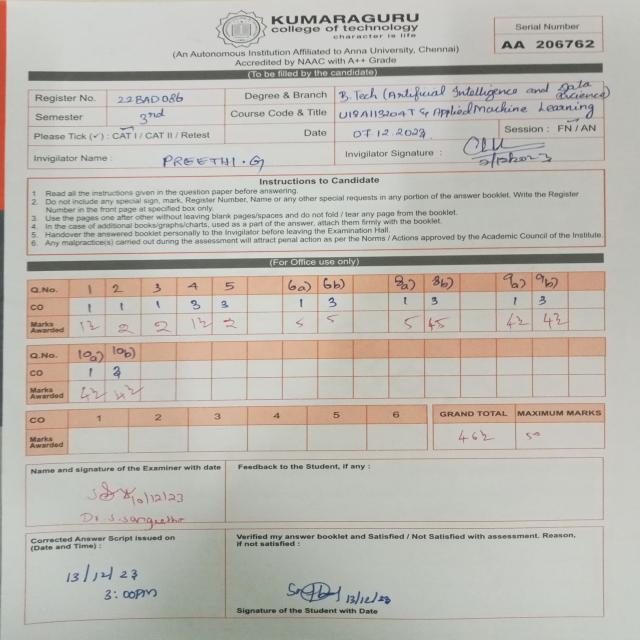 KUMARAGURU
college of technology
character is life
(An Autonomous Institution Affiliated to Anna University, Chennai)
Accredited by NAAC with A++ Grade
Serial Number
AA 206762
(To be filled by the candidate)
Register No. 22BAD086 Degree & Branch B.Tech (Artificial Intelligence and Data Science)
Semester 3rd Course Code & Title U18AI13204T & Applied Machine Learning
Please Tick (✓) : CAT I / CAT II / Retest Date 07.12.2023 Session : FN / AN
Invigilator Name : PREETHI.G Invigilator Signature :
Instructions to Candidate
1 Read all the instructions given in the question paper before answering.
2. Do not include any special sign, mark, Register Number, Name or any other special requests in any portion of the answer booklet. Write the Register
Number in the front page at specified box only.
3. Use the pages one after other without leaving blank pages/spaces and do not fold / tear any page from the booklet.
4. In the case of additional books/graphs/charts, used as a part of the answer, attach them firmly with the booklet.
5. Handover the answered booklet personally to the Invigilator before leaving the Examination Hall.
6. Any malpractice(s) carried out during the assessment will attract penal action as per the Norms / Actions approved by the Academic Council of the Institute.
(For Office use only)
Q.No. 1 2 3 4 5 6a) 6b) 8a) 8b) 9a) 9b)
CO 1 1 1 3 3 1 3 1 3 1 3
Marks Awarded 1½ 2 2 1½ 2 5 5 5 4½ 4½
Q.No. 10a) 10b)
CO 1 3
Marks Awarded 4½ 4½
CO 1 2 3 4 5 6 GRAND TOTAL MAXIMUM MARKS
Marks Awarded 46½ 50
Name and signature of the Examiner with date Feedback to the Student, if any :
10/12/23
Dr. S. Sangeetha
Corrected Answer Script issued on
(Date and Time) :
Verified my answer booklet and Satisfied / Not Satisfied with assessment. Reason,
if not satisfied :
13/12/23
3:00PM
13/12/23
Signature of the Student with Date